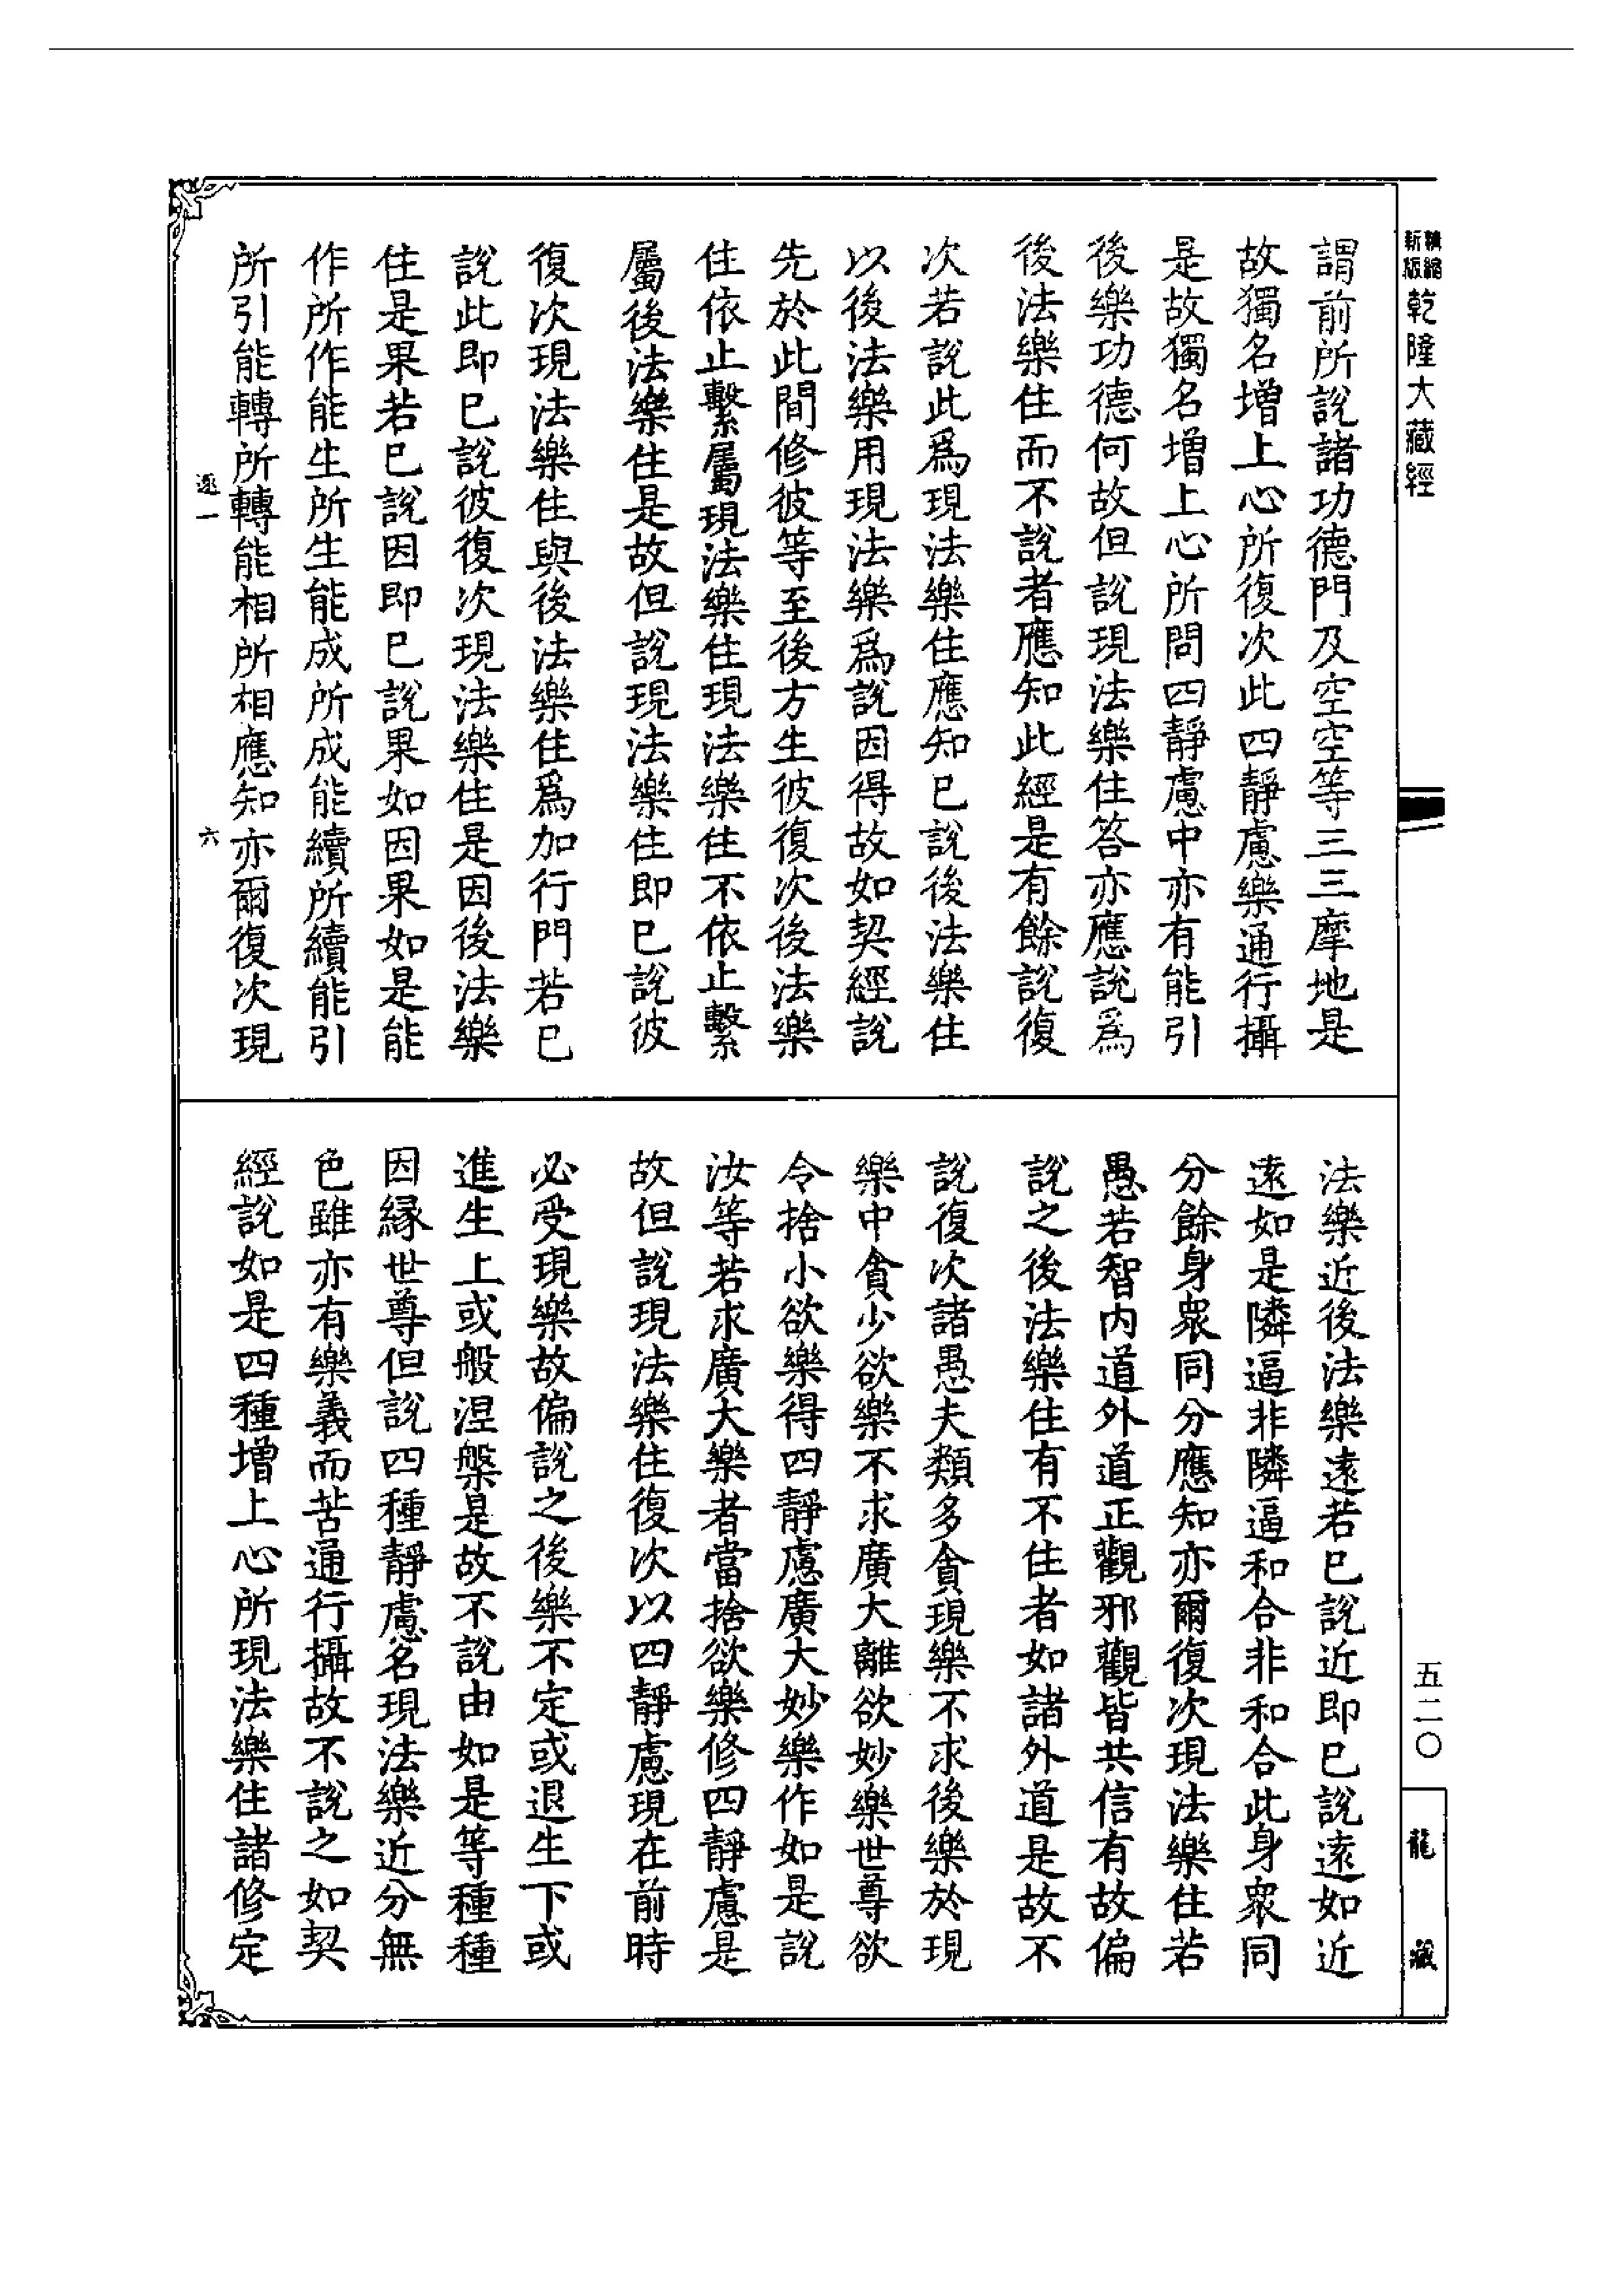 精縮
新版
乾隆大藏經
謂前所說諸功德門及空空等三三摩地是
故獨名增上心所復次此四靜慮樂通行攝
是故獨名增上心所問四靜慮中亦有能引
後樂功德何故但說現法樂住答亦應說爲
後法樂住而不說者應知此經是有餘說復
次若說此爲現法樂住應知已說後法樂住
以後法樂用現法樂爲說因得故如契經說
先於此間修彼等至後方生彼復次後法樂
住依止繫屬現法樂住現法樂住不依止繫
屬後法樂住是故但說現法樂住即已說彼
復次現法樂住與後法樂住爲加行門若已
說此即已說彼復次現法樂住是因後法樂
住是果若已說因即已說果如因果如是能
作所作能生所生能成所成能續所續能引
所引能轉所轉能相所相應知亦爾復次現
遠一
六
法樂近後法樂遠若已說近即已說遠如近
遠如是隣逼非隣逼和合非和合此身眾同
分餘身眾同分應知亦爾復次現法樂住若
愚若智內道外道正觀邪觀皆共信有故偏
說之後法樂住有不住者如諸外道是故不
說復次諸愚夫類多貪現樂不求後樂於現
樂中貪少欲樂不求廣大離欲妙樂世尊欲
令捨小欲樂得四靜慮廣大妙樂作如是說
汝等若求廣大樂者當捨欲樂修四靜慮是
故但說現法樂住復次以四靜慮現在前時
必受現樂故偏說之後樂不定或退生下或
進生上或般涅槃是故不說由如是等種種
因緣世尊但說四種靜慮名現法樂近分無
色雖亦有樂義而苦通行攝故不說之如契
經說如是四種增上心所現法樂住諸修定
五二〇
龍
藏